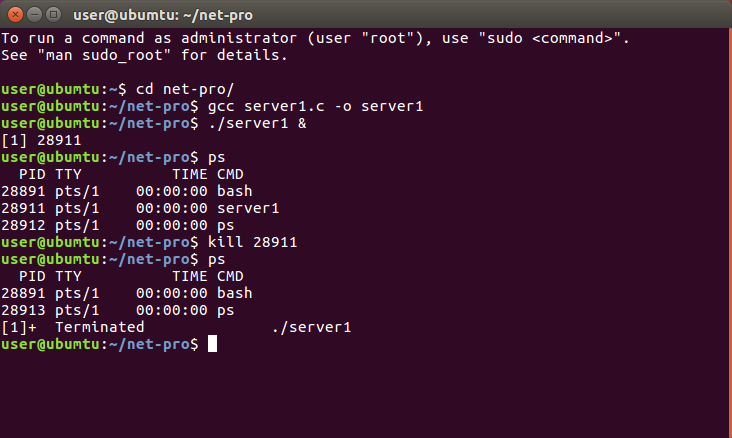 user@ubumtu: ~/net-pro
To run a command as administrator (user "root"), use "sudo <command>".
See "man sudo_root" for details.
user@ubumtu:~$ cd net-pro/
user@ubumtu:~/net-pro$ gcc server1.c -o server1
user@ubumtu:~/net-pro$ ./server1 &
[1] 28911
user@ubumtu:~/net-pro$ ps
  PID TTY          TIME CMD
28891 pts/1    00:00:00 bash
28911 pts/1    00:00:00 server1
28912 pts/1    00:00:00 ps
user@ubumtu:~/net-pro$ kill 28911
user@ubumtu:~/net-pro$ ps
  PID TTY          TIME CMD
28891 pts/1    00:00:00 bash
28913 pts/1    00:00:00 ps
[1]+  Terminated              ./server1
user@ubumtu:~/net-pro$